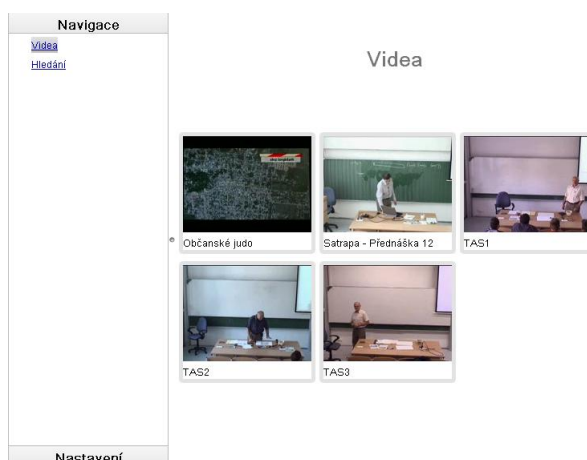 Navigace
Videa
Hledání
Videa
Občanské judo
Satrapa - Přednáška 12
TAS1
TAS2
TAS3
Nastavení